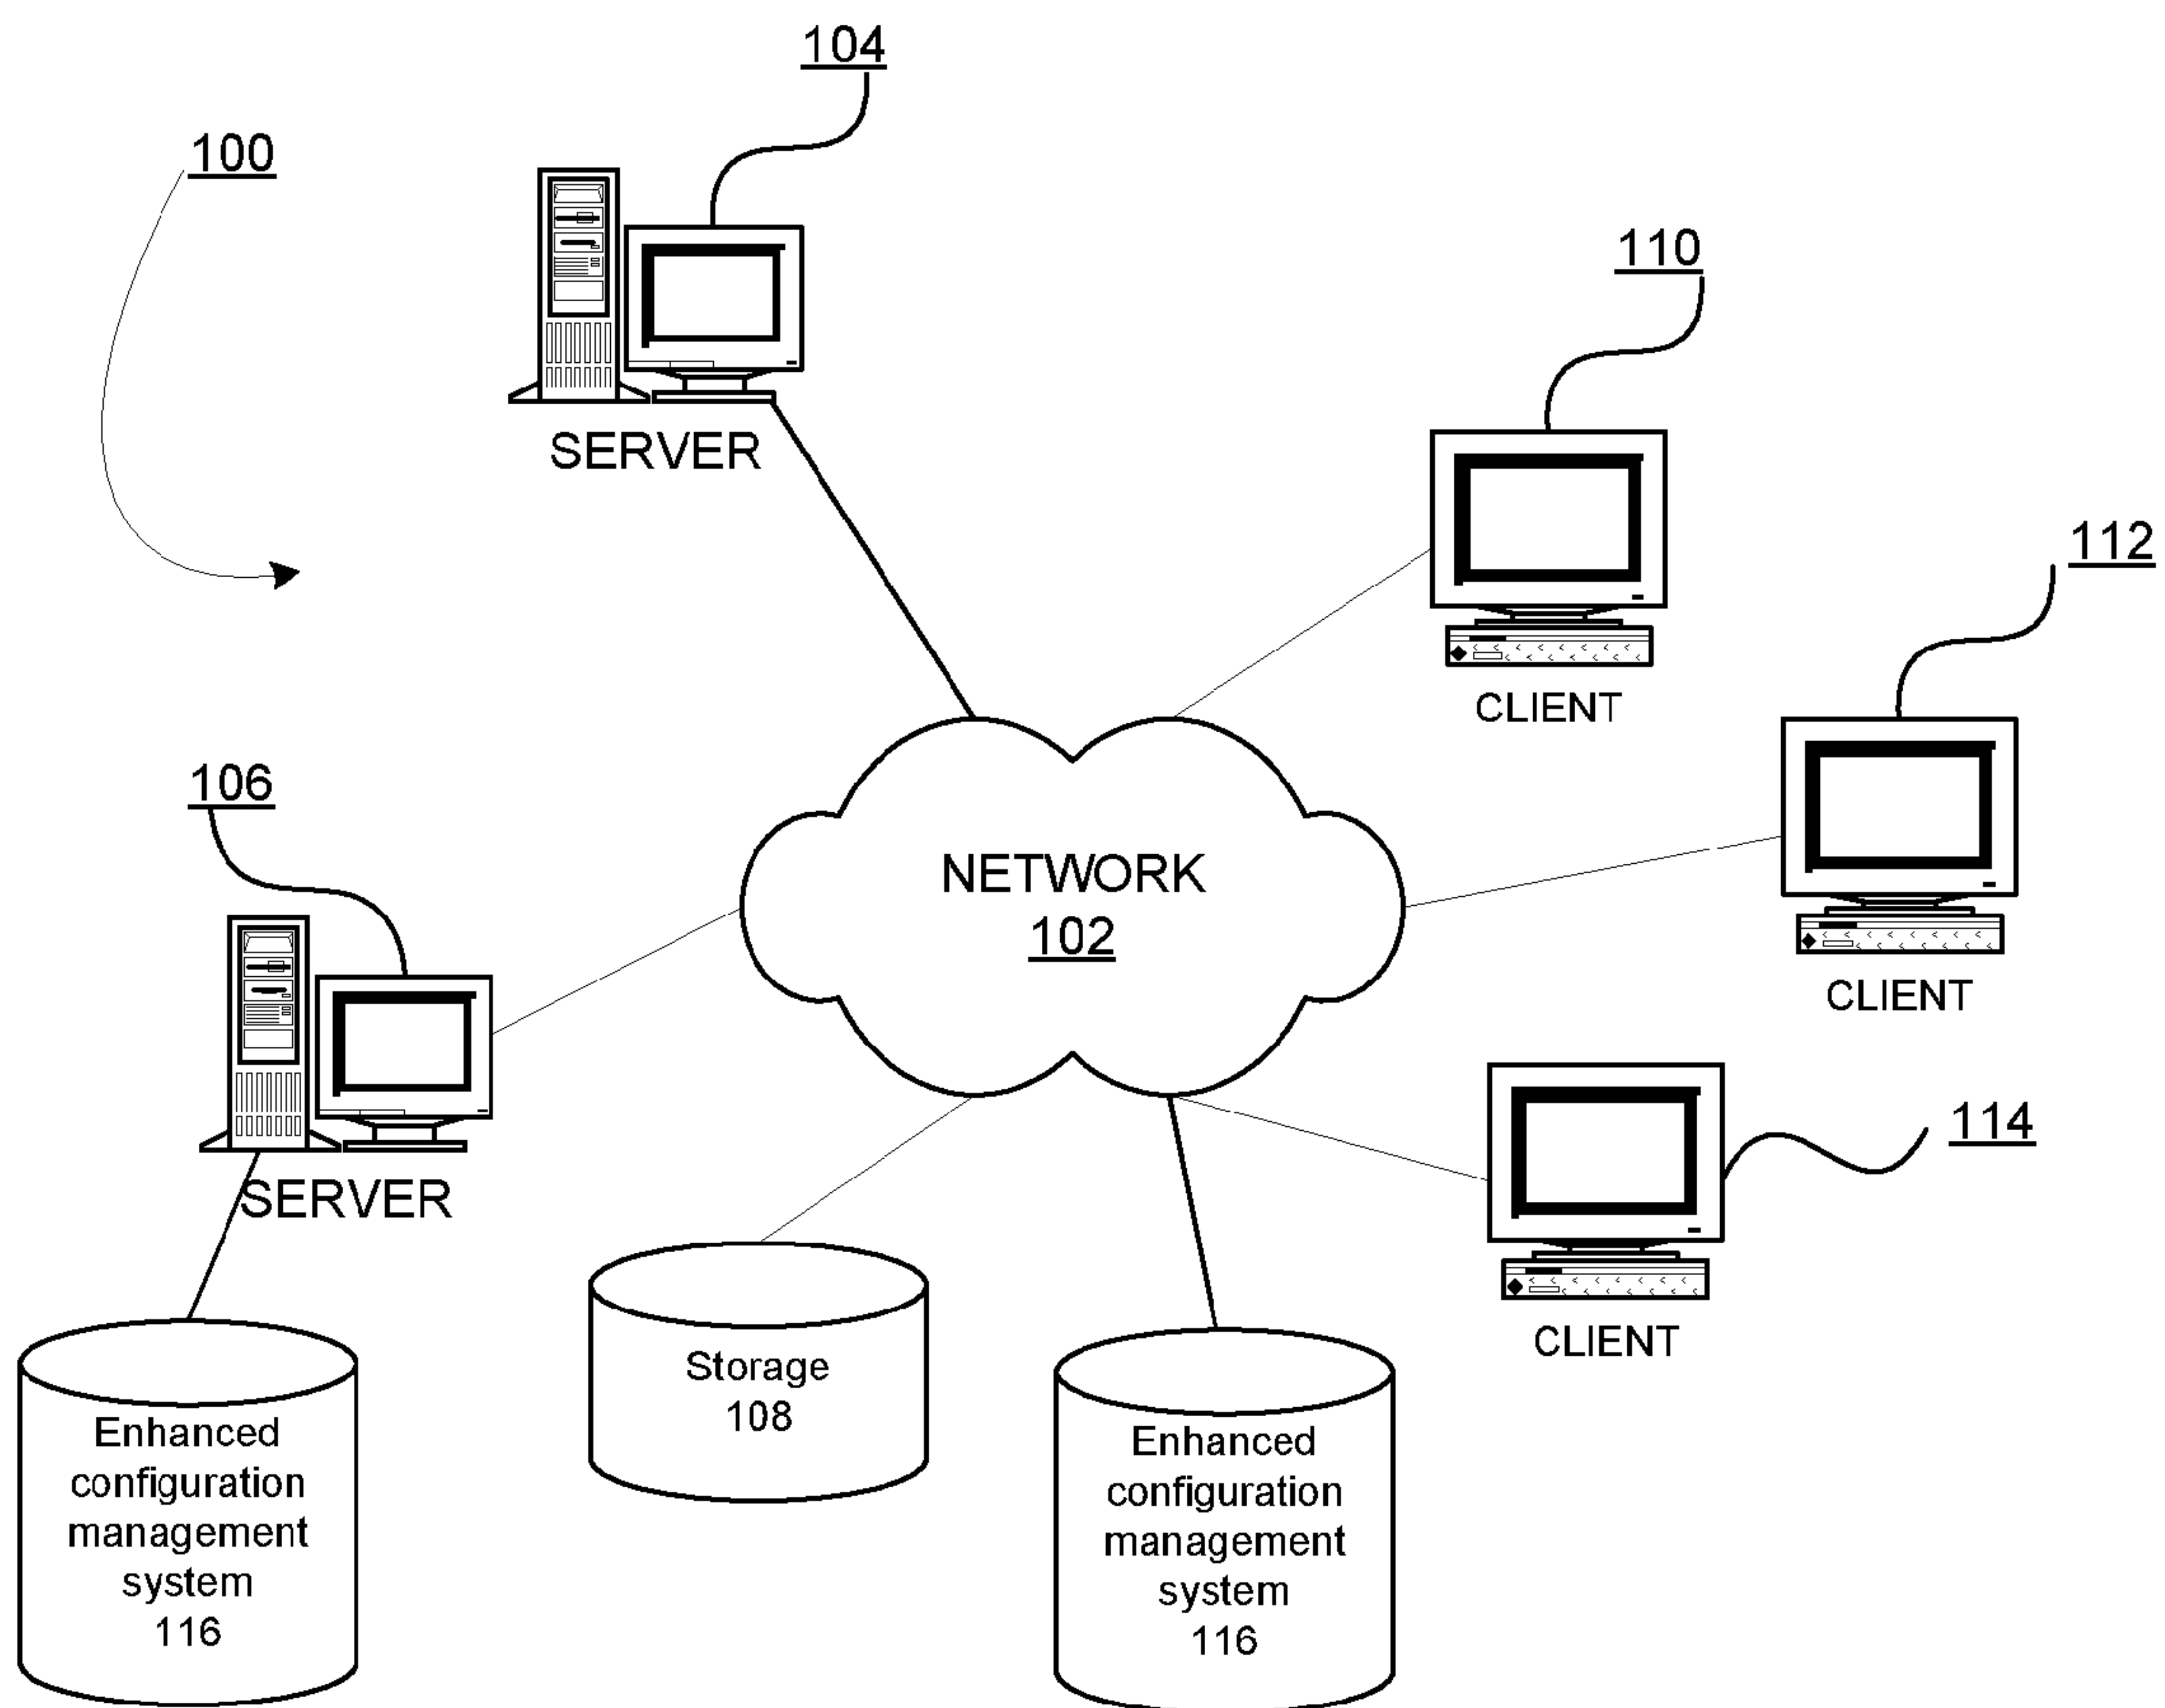 104
100
110
SERVER
112
CLIENT
106
NETWORK
102
CLIENT
114
SERVER
CLIENT
Storage
108
Enhanced
configuration
management
system
116
Enhanced
configuration
management
system
116